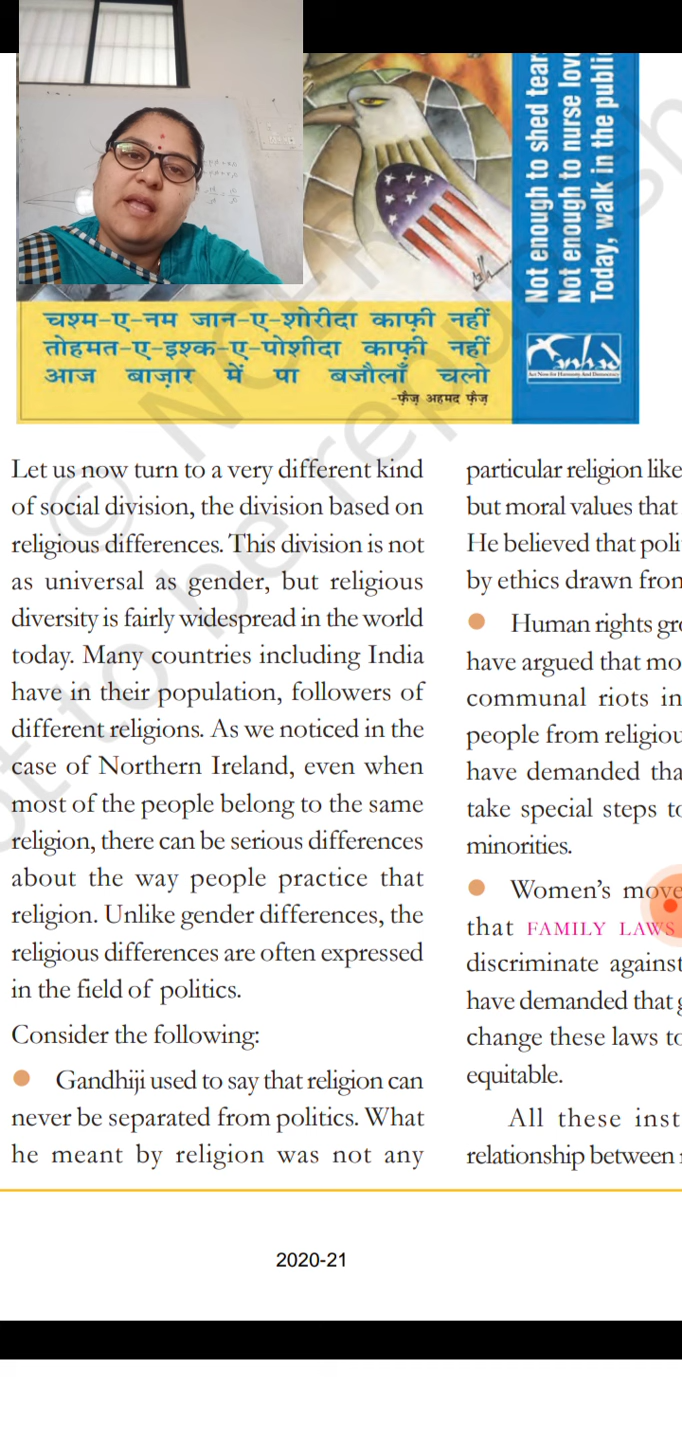 Not enough to shed tear
Not enough to nurse love
Today, walk in the public
चश्म-ए-नम जान-ए-शोरीदा काफ़ी नहीं
तोहमत-ए-इश्क-ए-पोशीदा काफ़ी नहीं
आज बाज़ार में पा बजौलाँ चलो
-फ़ैज़ अहमद फ़ैज़
Anhad
Act Now for Harmony And Democracy
Let us now turn to a very different kind
of social division, the division based on
religious differences. This division is not
as universal as gender, but religious
diversity is fairly widespread in the world
today. Many countries including India
have in their population, followers of
different religions. As we noticed in the
case of Northern Ireland, even when
most of the people belong to the same
religion, there can be serious differences
about the way people practice that
religion. Unlike gender differences, the
religious differences are often expressed
in the field of politics.
Consider the following:
● Gandhiji used to say that religion can
never be separated from politics. What
he meant by religion was not any
particular religion like
but moral values that
He believed that poli
by ethics drawn from
● Human rights gro
have argued that mo
communal riots in
people from religiou
have demanded tha
take special steps to
minorities.
● Women's move
that FAMILY LAWS
discriminate against
have demanded that g
change these laws to
equitable.
All these inst
relationship between
2020-21